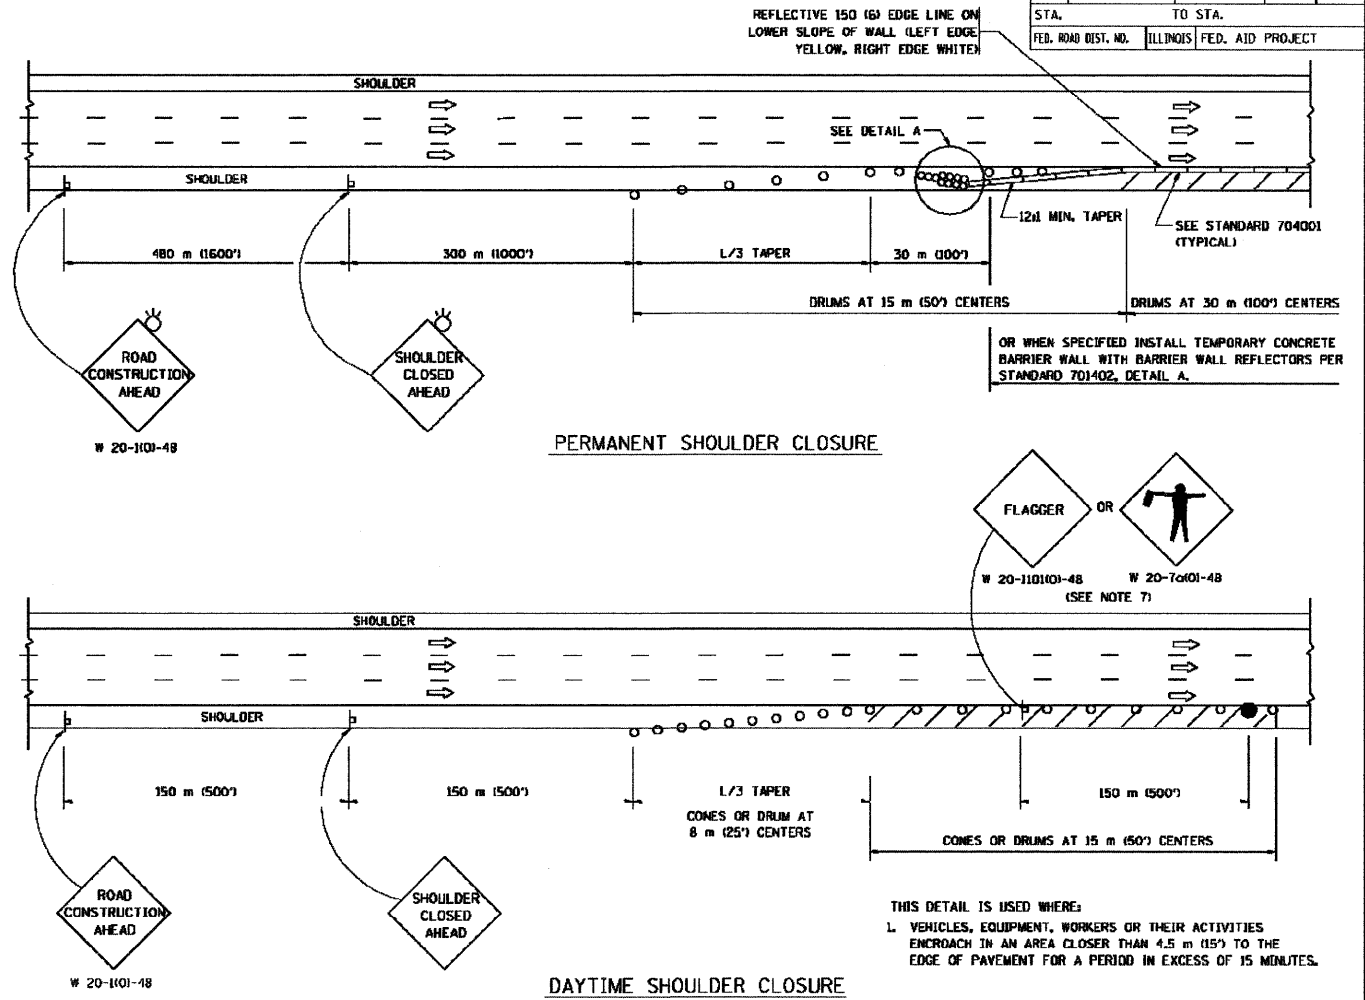 REFLECTIVE 150 (6) EDGE LINE ON
LOWER SLOPE OF WALL (LEFT EDGE
YELLOW, RIGHT EDGE WHITE)
STA. TO STA.
FED. ROAD DIST. NO. ILLINOIS FED. AID PROJECT
SHOULDER
SEE DETAIL A
SHOULDER
12:1 MIN. TAPER
SEE STANDARD 704001
(TYPICAL)
480 m (1600')
300 m (1000')
L/3 TAPER
30 m (100')
DRUMS AT 15 m (50') CENTERS
DRUMS AT 30 m (100') CENTERS
OR WHEN SPECIFIED INSTALL TEMPORARY CONCRETE
BARRIER WALL WITH BARRIER WALL REFLECTORS PER
STANDARD 701402, DETAIL A.
ROAD
CONSTRUCTION
AHEAD
W 20-1(O)-48
SHOULDER
CLOSED
AHEAD
PERMANENT SHOULDER CLOSURE
FLAGGER
OR
W 20-1101(O)-48
W 20-7a(O)-48
(SEE NOTE 7)
SHOULDER
SHOULDER
150 m (500')
150 m (500')
L/3 TAPER
CONES OR DRUM AT
8 m (25') CENTERS
150 m (500')
CONES OR DRUMS AT 15 m (50') CENTERS
ROAD
CONSTRUCTION
AHEAD
W 20-1(O)-48
SHOULDER
CLOSED
AHEAD
THIS DETAIL IS USED WHERE:
1. VEHICLES, EQUIPMENT, WORKERS OR THEIR ACTIVITIES
ENCROACH IN AN AREA CLOSER THAN 4.5 m (15') TO THE
EDGE OF PAVEMENT FOR A PERIOD IN EXCESS OF 15 MINUTES.
DAYTIME SHOULDER CLOSURE